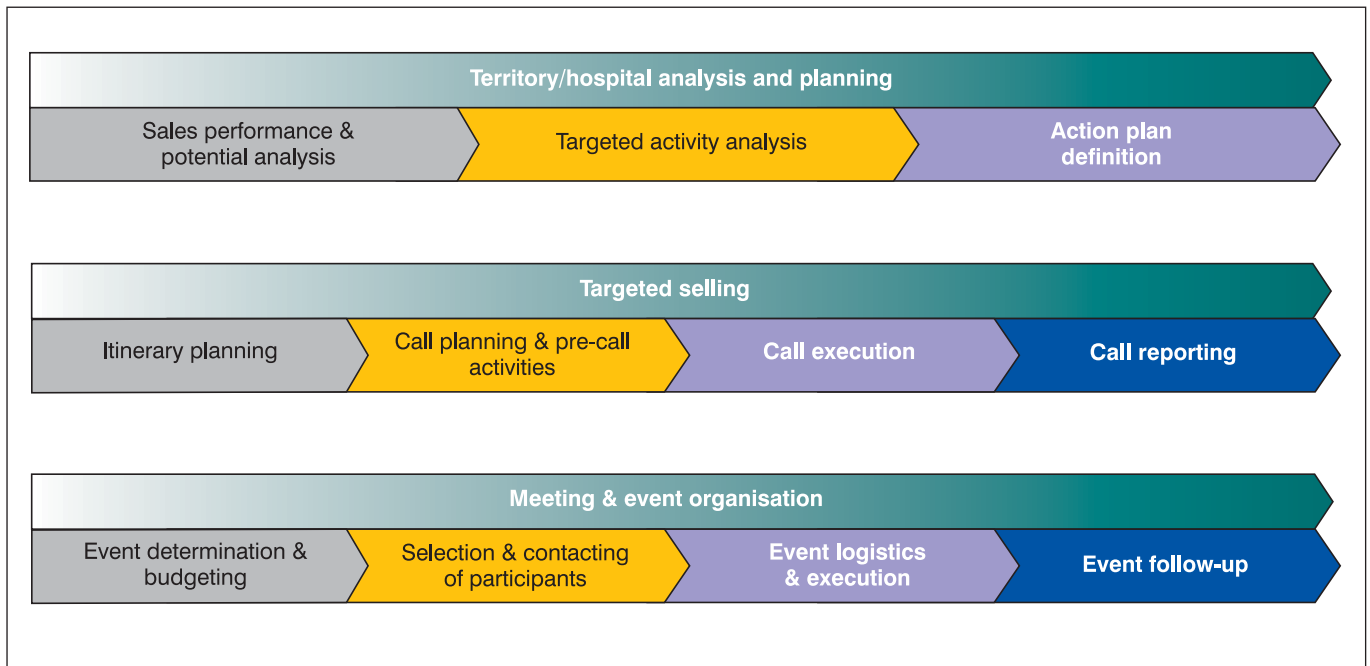 Territory/hospital analysis and planning
Sales performance &
potential analysis
Targeted activity analysis
Action plan
definition
Targeted selling
Itinerary planning
Call planning & pre-call
activities
Call execution
Call reporting
Meeting & event organisation
Event determination &
budgeting
Selection & contacting
of participants
Event logistics
& execution
Event follow-up